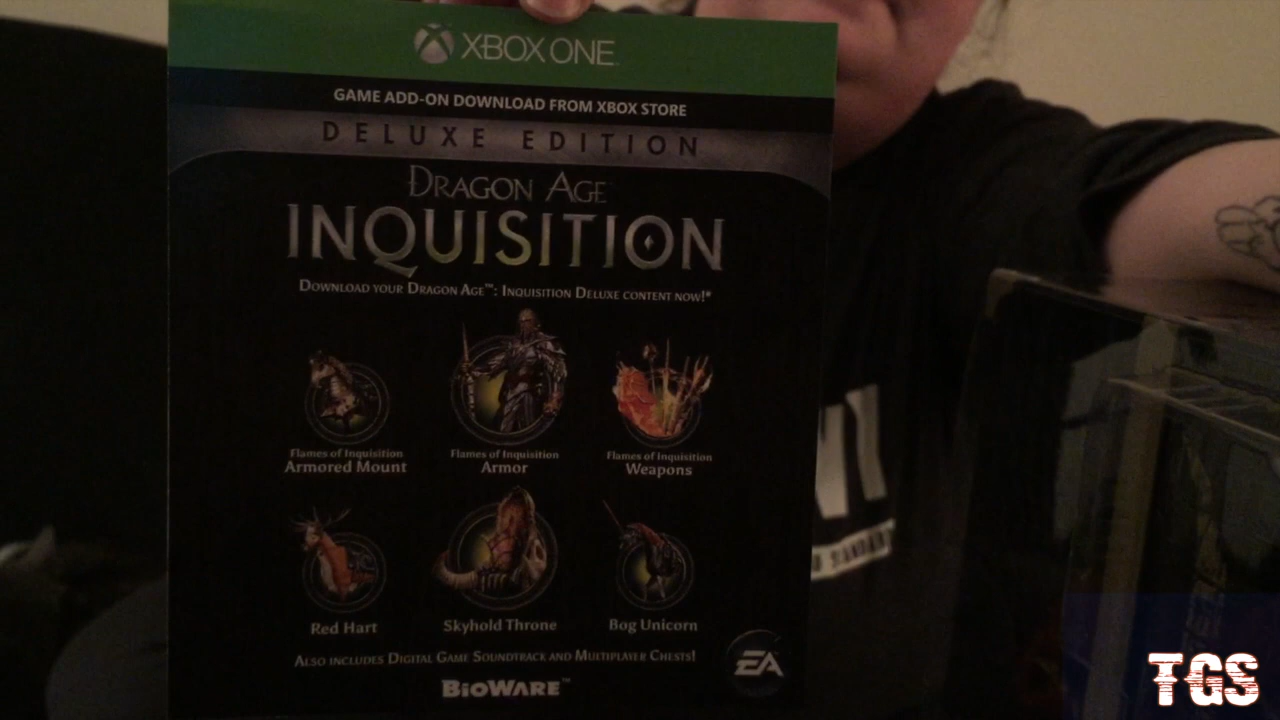 XBOX ONE
GAME ADD-ON DOWNLOAD FROM XBOX STORE
DELUXE EDITION
DRAGON AGE
INQUISITION
DOWNLOAD YOUR DRAGON AGE™: INQUISITION DELUXE CONTENT NOW!*
Flames of Inquisition
Armored Mount
Flames of Inquisition
Armor
Flames of Inquisition
Weapons
Red Hart
Skyhold Throne
Bog Unicorn
ALSO INCLUDES DIGITAL GAME SOUNDTRACK AND MULTIPLAYER CHESTS!
BIOWARE™
EA
TGS